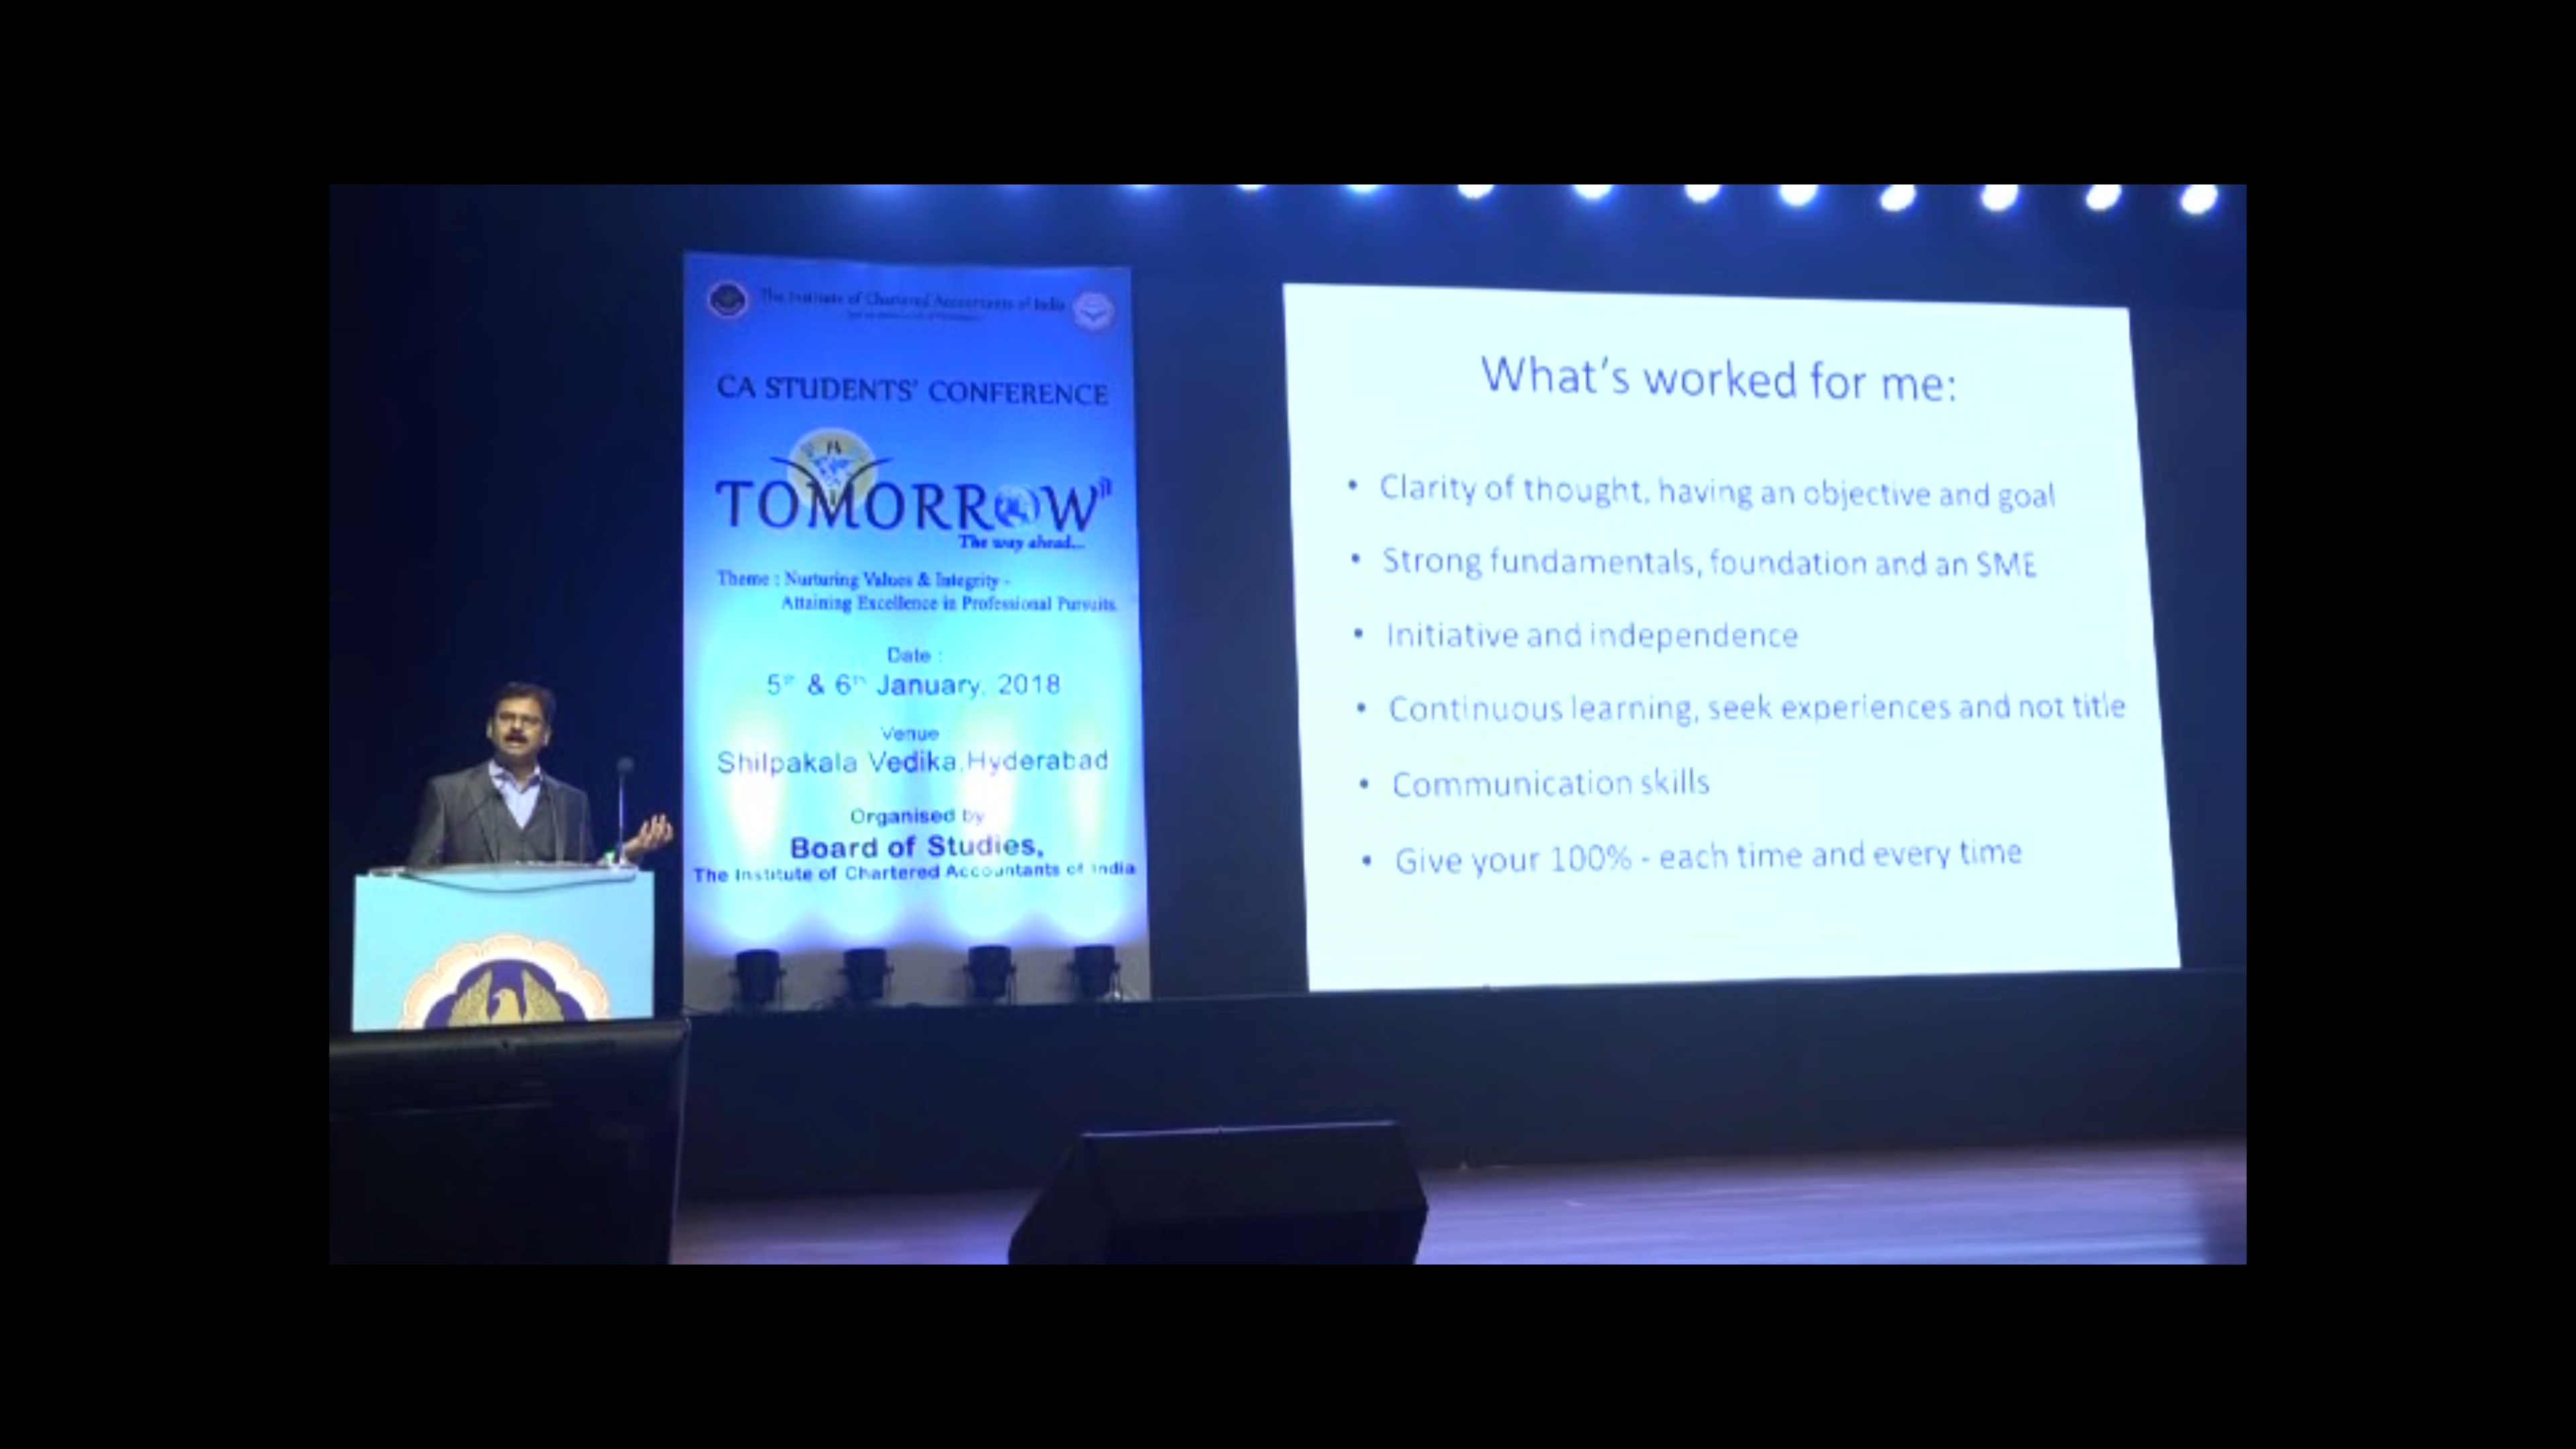 The Institute of Chartered Accountants of India
CA STUDENTS' CONFERENCE
TOMORROW
The way ahead...
Theme : Nurturing Values & Integrity -
Attaining Excellence in Professional Pursuits.
Date :
5th & 6th January, 2018
Venue :
Shilpakala Vedika, Hyderabad
Organised by
Board of Studies,
The Institute of Chartered Accountants of India
What's worked for me:
• Clarity of thought, having an objective and goal
• Strong fundamentals, foundation and an SME
• Initiative and independence
• Continuous learning, seek experiences and not title
• Communication skills
• Give your 100% - each time and every time